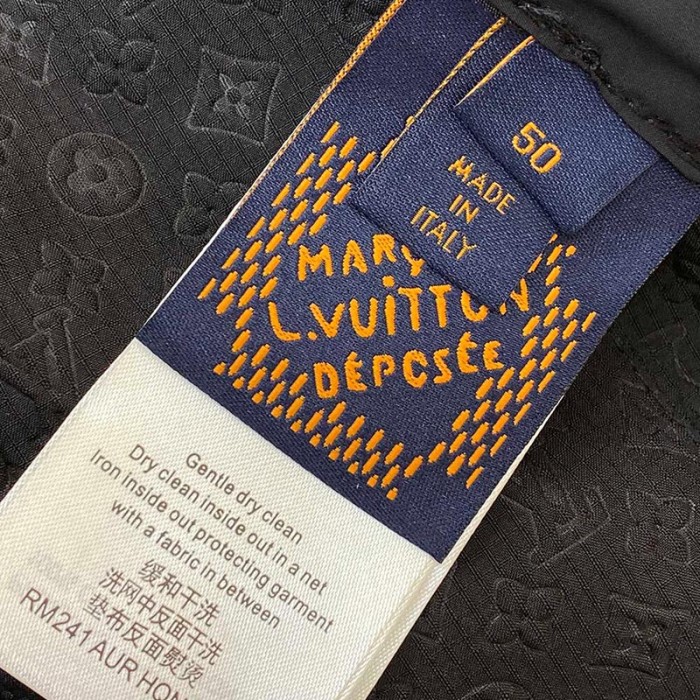 50
MADE
IN
ITALY
L.VUITTON
DÉPOSÉE
Gentle dry clean
Dry clean inside out in a net
Iron inside out protecting garment
with a fabric in between
缓和干洗
洗网中反面干洗
垫布反面熨烫
RM241 AUR